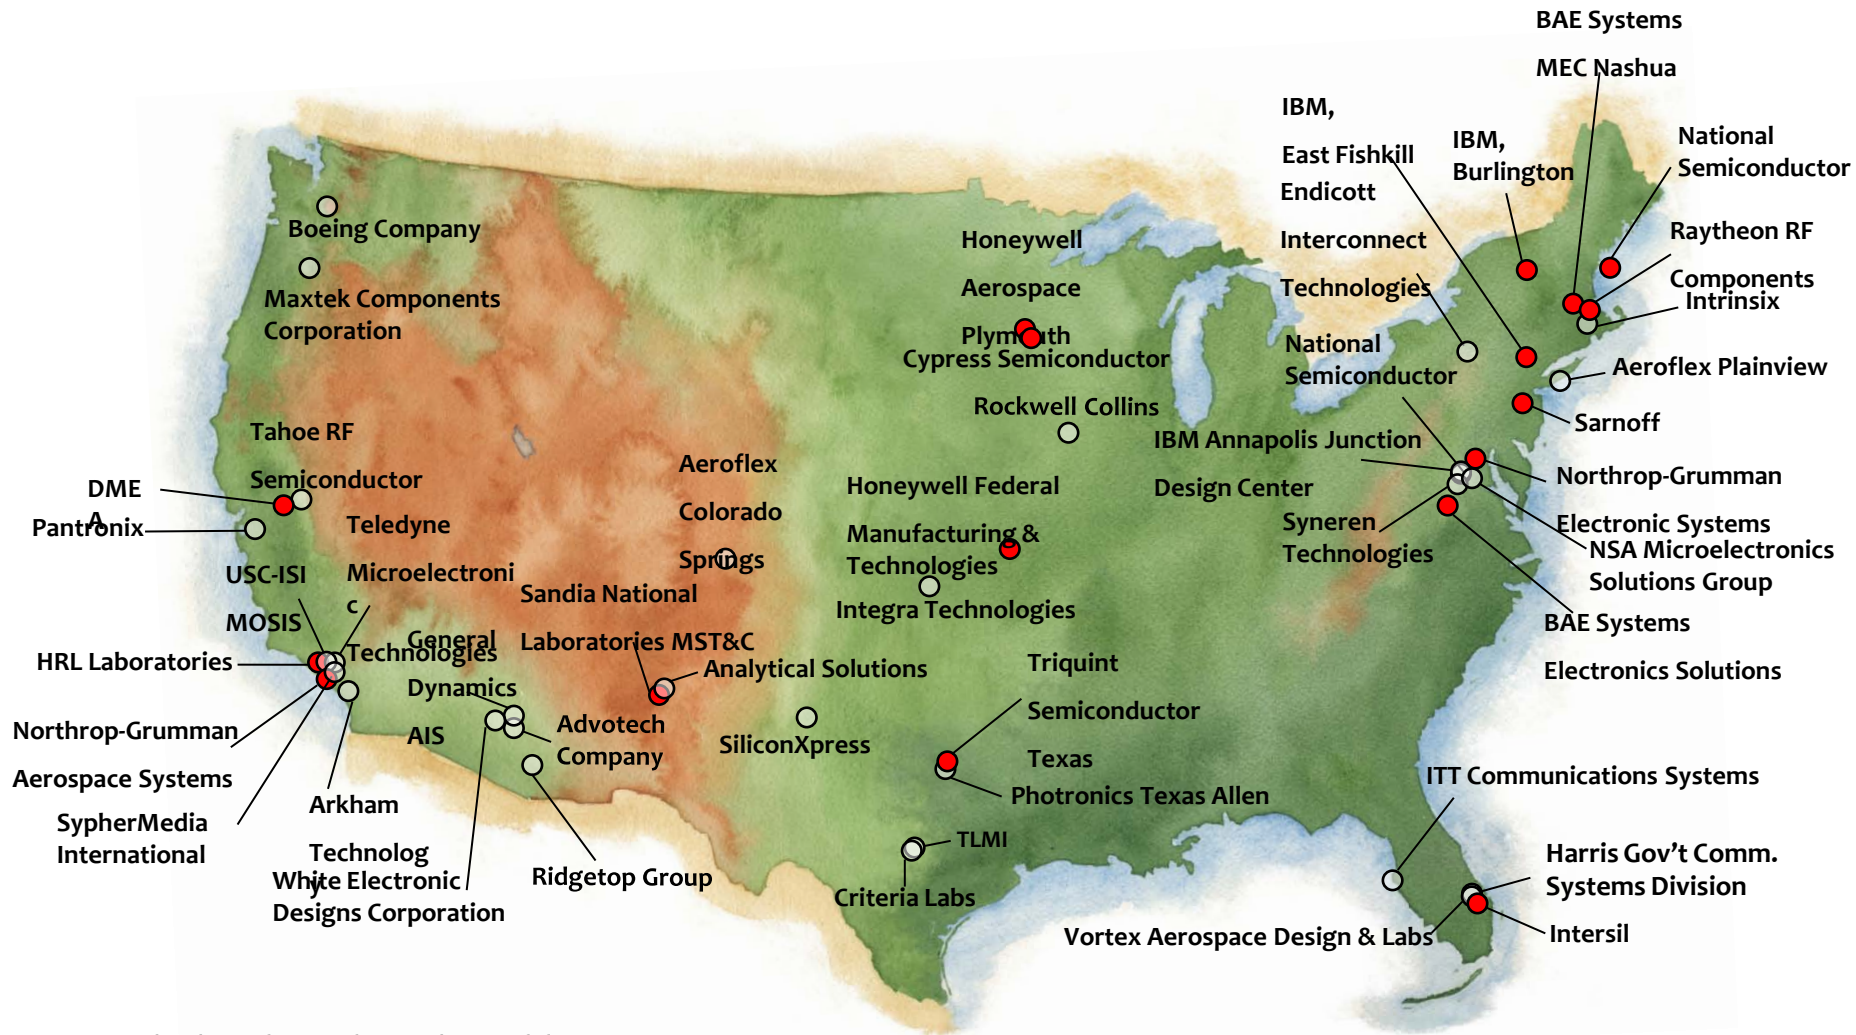 BAE Systems
MEC Nashua
IBM,
East Fishkill
IBM,
Burlington
National
Semiconductor
Endicott
Interconnect
Technologies
Raytheon RF
Components
Intrinsix
Boeing Company
Maxtek Components
Corporation
Honeywell
Aerospace
Plymouth
Cypress Semiconductor
Rockwell Collins
National
Semiconductor
Aeroflex Plainview
Sarnoff
IBM Annapolis Junction
Design Center
Northrop-Grumman
Electronic Systems
Syneren
Technologies
NSA Microelectronics
Solutions Group
BAE Systems
Electronics Solutions
Tahoe RF
Semiconductor
DME
A
Pantronix
Teledyne
Microelectroni
c
Technologies
USC-ISI
MOSIS
HRL Laboratories
Aeroflex
Colorado
Springs
Honeywell Federal
Manufacturing &
Technologies
Integra Technologies
Sandia National
Laboratories MST&C
Analytical Solutions
General
Dynamics
AIS
Advotech
Company
SiliconXpress
Triquint
Semiconductor
Texas
Photronics Texas Allen
Northrop-Grumman
Aerospace Systems
SypherMedia
International
Arkham
Technolog
y
White Electronic
Designs Corporation
Ridgetop Group
TLMI
Criteria Labs
ITT Communications Systems
Harris Gov’t Comm.
Systems Division
Vortex Aerospace Design & Labs
Intersil